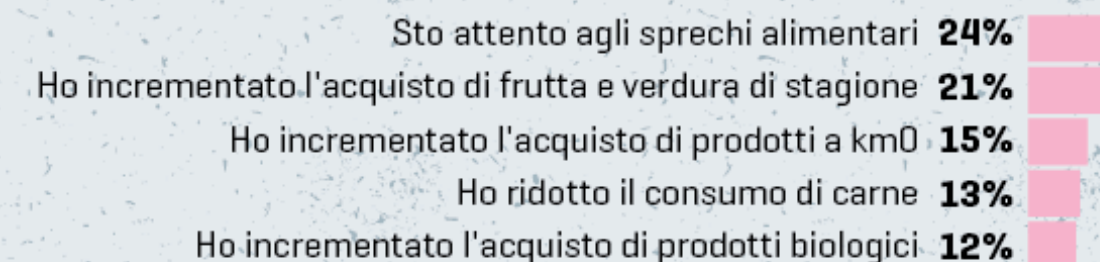 Sto attento agli sprechi alimentari 24%
Ho incrementato l'acquisto di frutta e verdura di stagione 21%
Ho incrementato l'acquisto di prodotti a km0 15%
Ho ridotto il consumo di carne 13%
Ho incrementato l'acquisto di prodotti biologici 12%